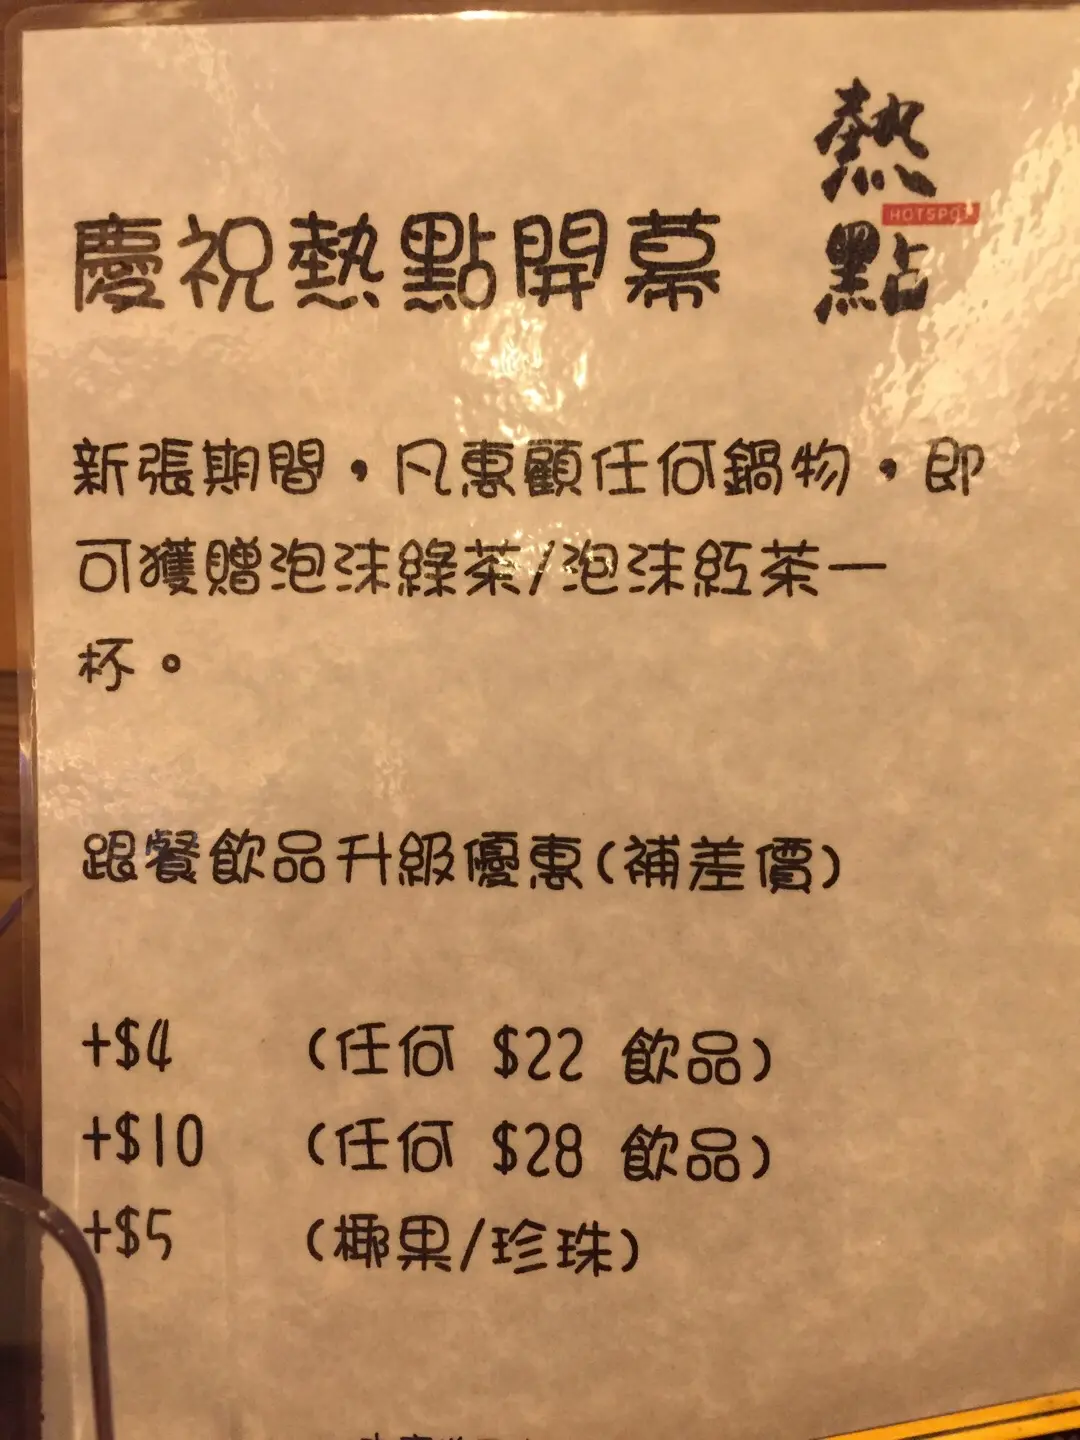 熱點
HOTSPOT
慶祝熱點開幕
新張期間，凡惠顧任何鍋物，即
可獲贈泡沫綠茶/泡沫紅茶一
杯。
跟餐飲品升級優惠(補差價)
+$4 (任何 $22 飲品)
+$10 (任何 $28 飲品)
+$5 (椰果/珍珠)